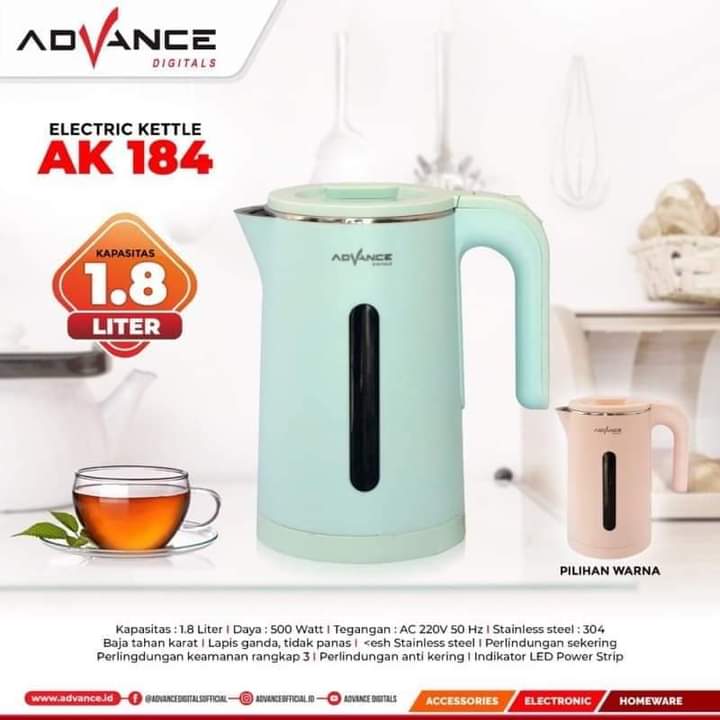 ADVANCE
DIGITALS
ELECTRIC KETTLE
AK 184
KAPASITAS
1.8
LITER
ADVANCE
DIGITALS
ADVANCE
PILIHAN WARNA
Kapasitas : 1.8 Liter I Daya : 500 Watt I Tegangan : AC 220V 50 Hz I Stainless steel : 304
Baja tahan karat I Lapis ganda, tidak panas I <esh Stainless steel I Perlindungan sekering
Perlingdungan keamanan rangkap 3 I Perlindungan anti kering I Indikator LED Power Strip
www.advance.id @ADVANCEDIGITALSOFFICIAL @ADVANCEOFFICIAL.ID ADVANCE DIGITALS ACCESSORIES ELECTRONIC HOMEWARE